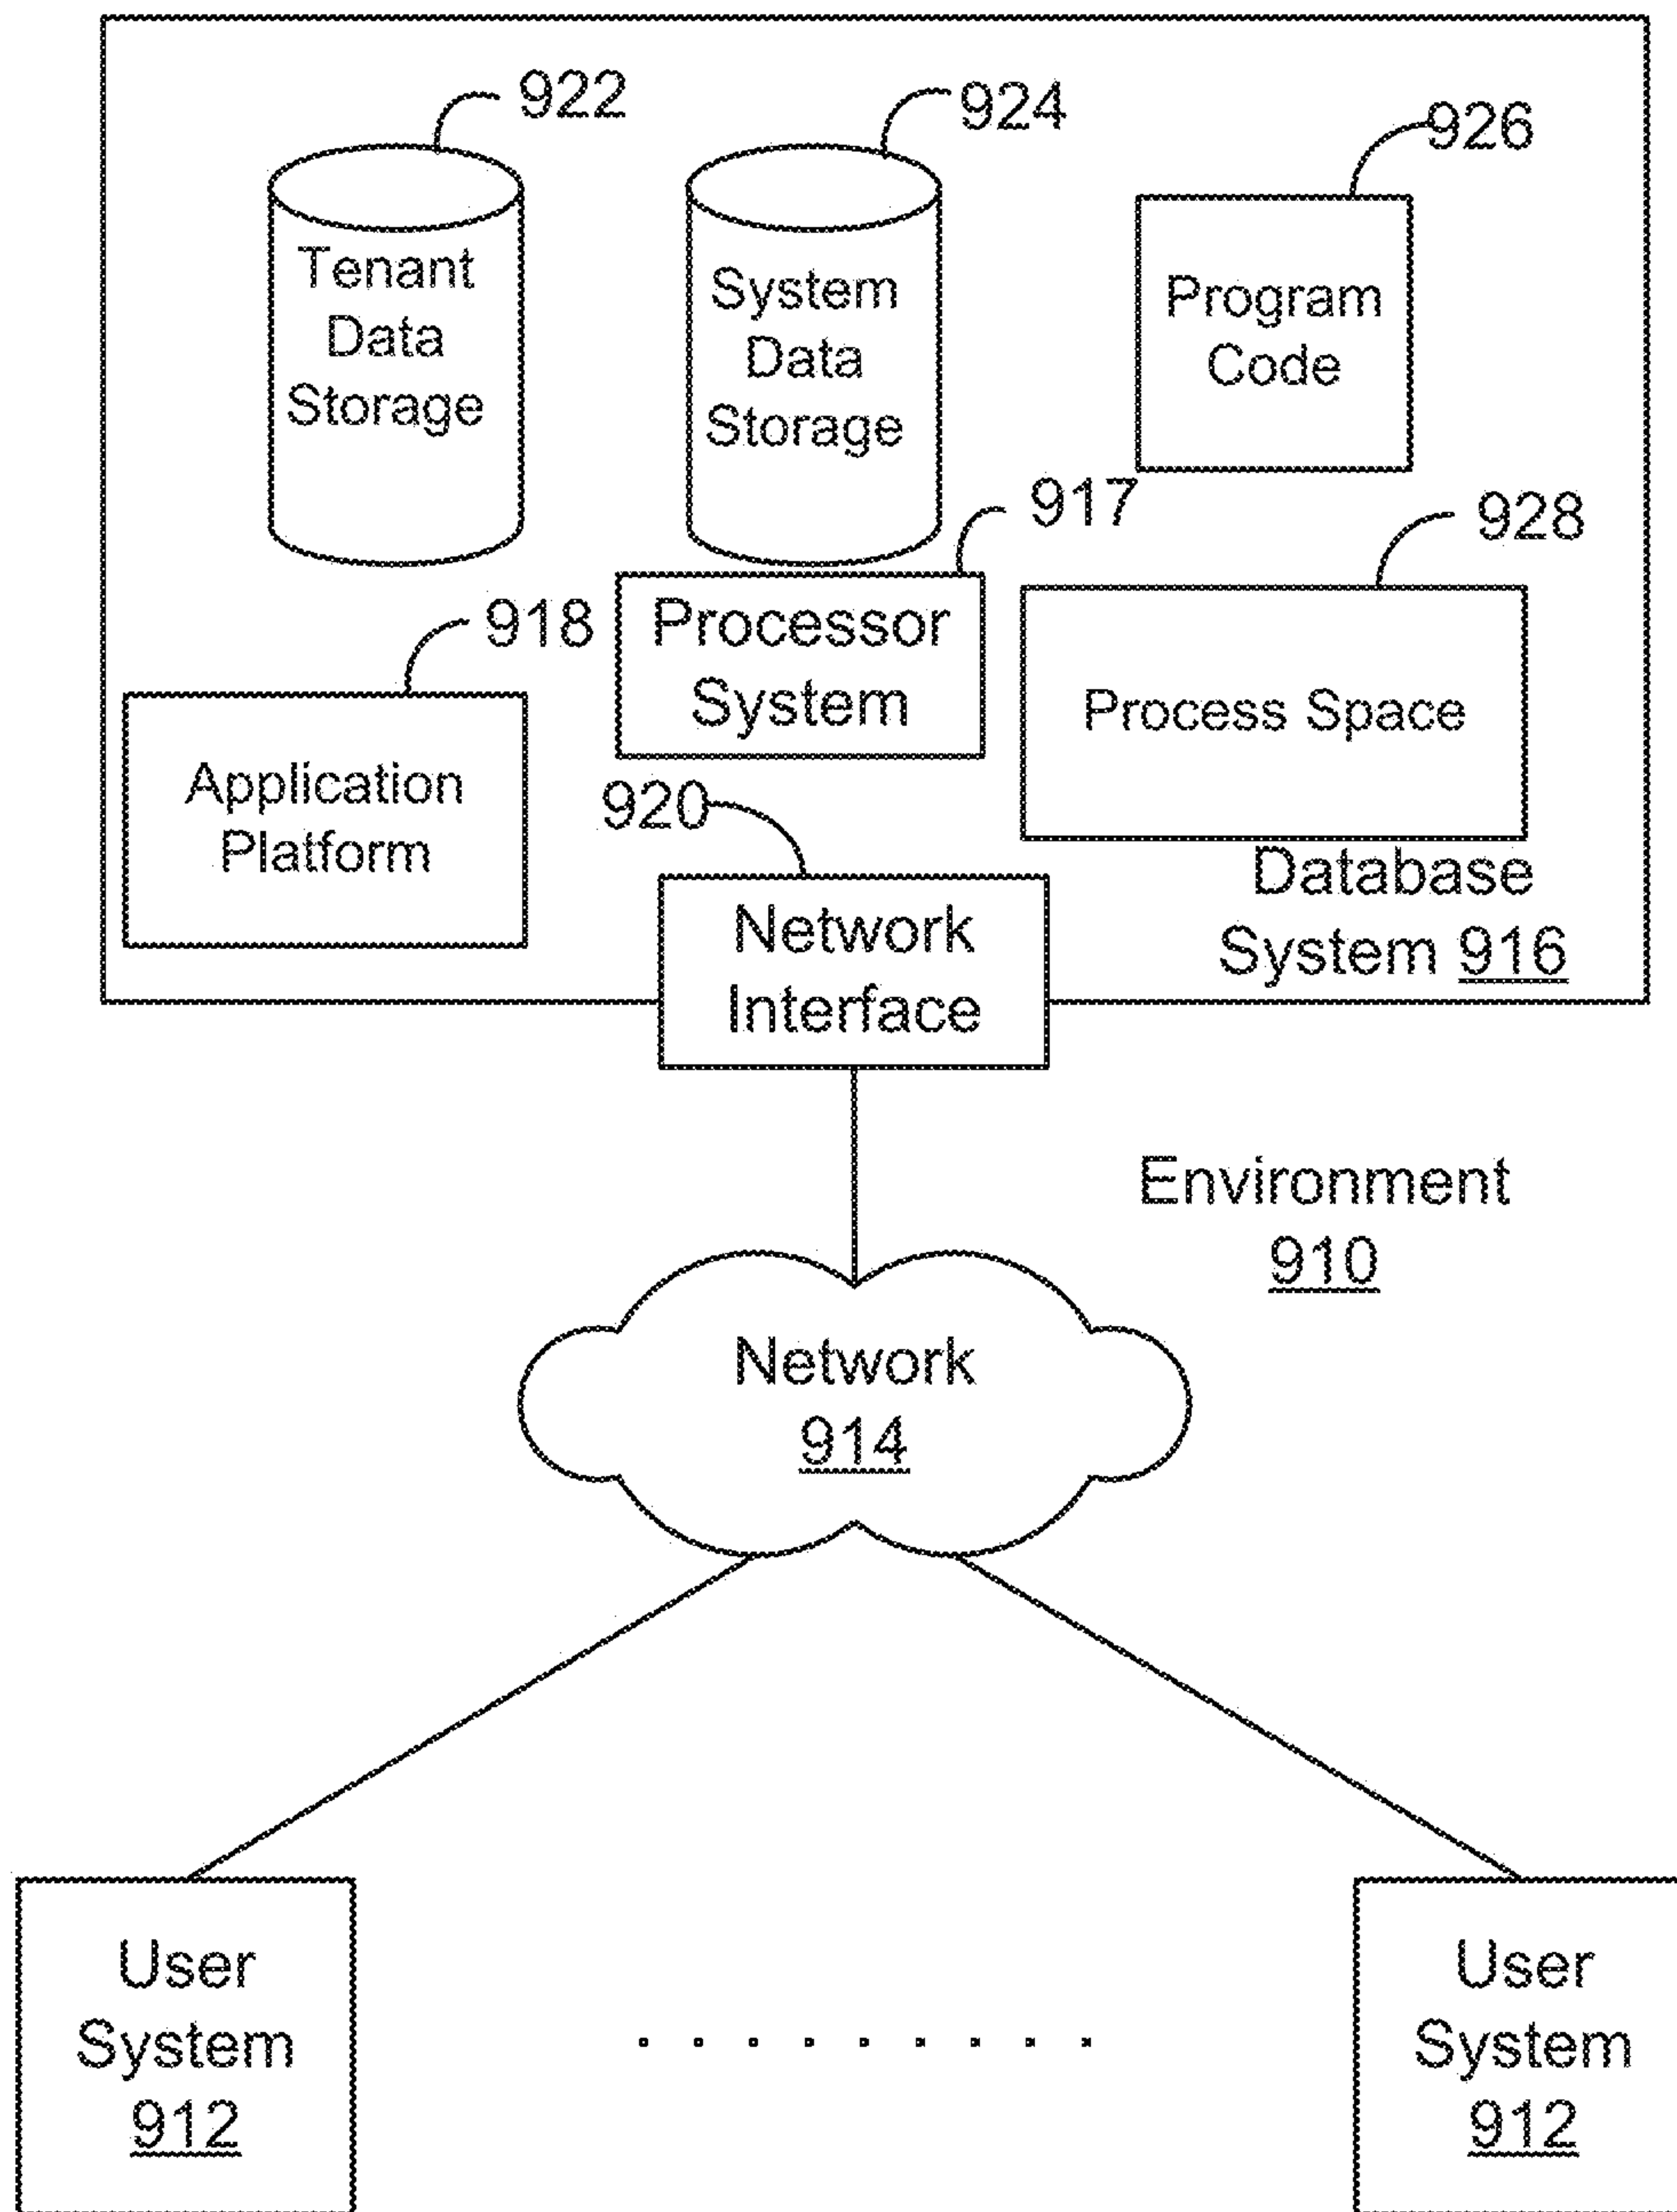 922
924
926
Tenant
Data
Storage
System
Data
Storage
Program
Code
917
928
918
Processor
System
Process Space
Application
Platform
920
Database
System 916
Network
Interface
Environment
910
Network
914
User
System
912
User
System
912